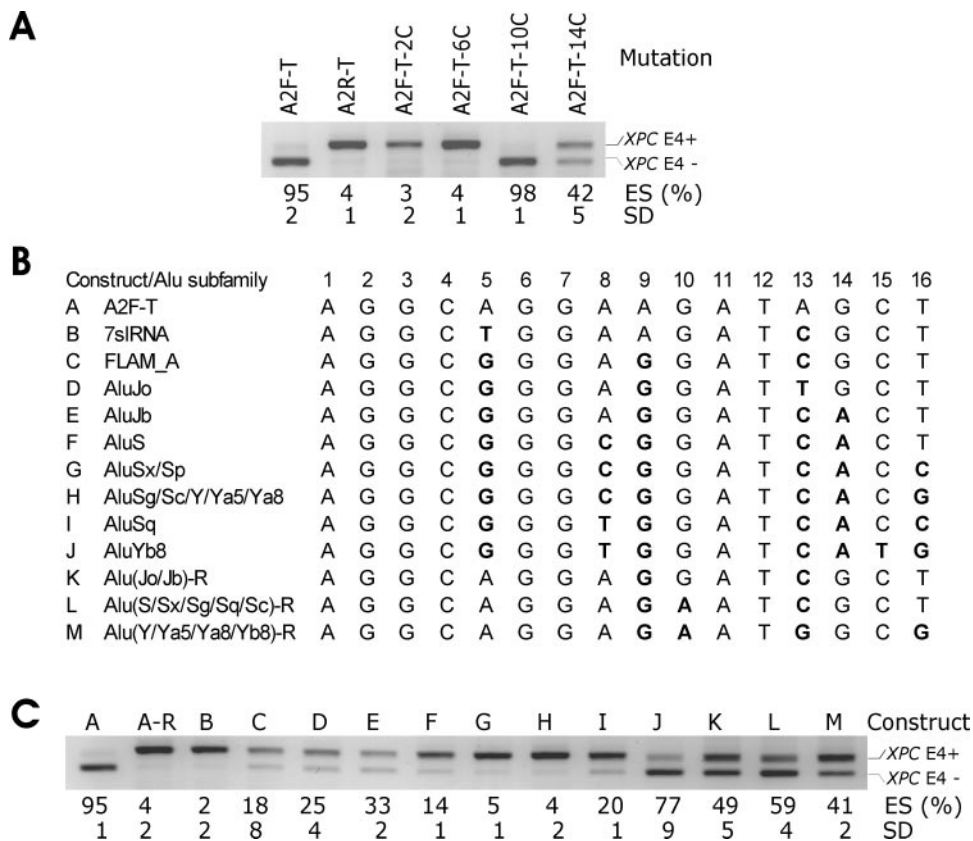 A
A2F-T A2R-T A2F-T-2C A2F-T-6C A2F-T-10C A2F-T-14C Mutation
XPC E4+
XPC E4 -
95 4 3 4 98 42 ES (%)
2 1 2 1 1 5 SD
B
Construct/Alu subfamily 1 2 3 4 5 6 7 8 9 10 11 12 13 14 15 16
A A2F-T A G G C A G G A A G A T A G C T
B 7slRNA A G G C T G G A A G A T C G C T
C FLAM_A A G G C G G G A G G A T C G C T
D AluJo A G G C G G G A G G A T T G C T
E AluJb A G G C G G G A G G A T C A C T
F AluS A G G C G G G C G G A T C A C T
G AluSx/Sp A G G C G G G C G G A T C A C C
H AluSg/Sc/Y/Ya5/Ya8 A G G C G G G C G G A T C A C G
I AluSq A G G C G G G T G G A T C A C C
J AluYb8 A G G C G G G T G G A T C A T G
K Alu(Jo/Jb)-R A G G C A G G A G G A T C G C T
L Alu(S/Sx/Sg/Sq/Sc)-R A G G C A G G A G A A T C G C T
M Alu(Y/Ya5/Ya8/Yb8)-R A G G C A G G A G A A T G G C G
C
A A-R B C D E F G H I J K L M Construct
XPC E4+
XPC E4 -
95 4 2 18 25 33 14 5 4 20 77 49 59 41 ES (%)
1 2 2 8 4 2 1 1 2 1 9 5 4 2 SD